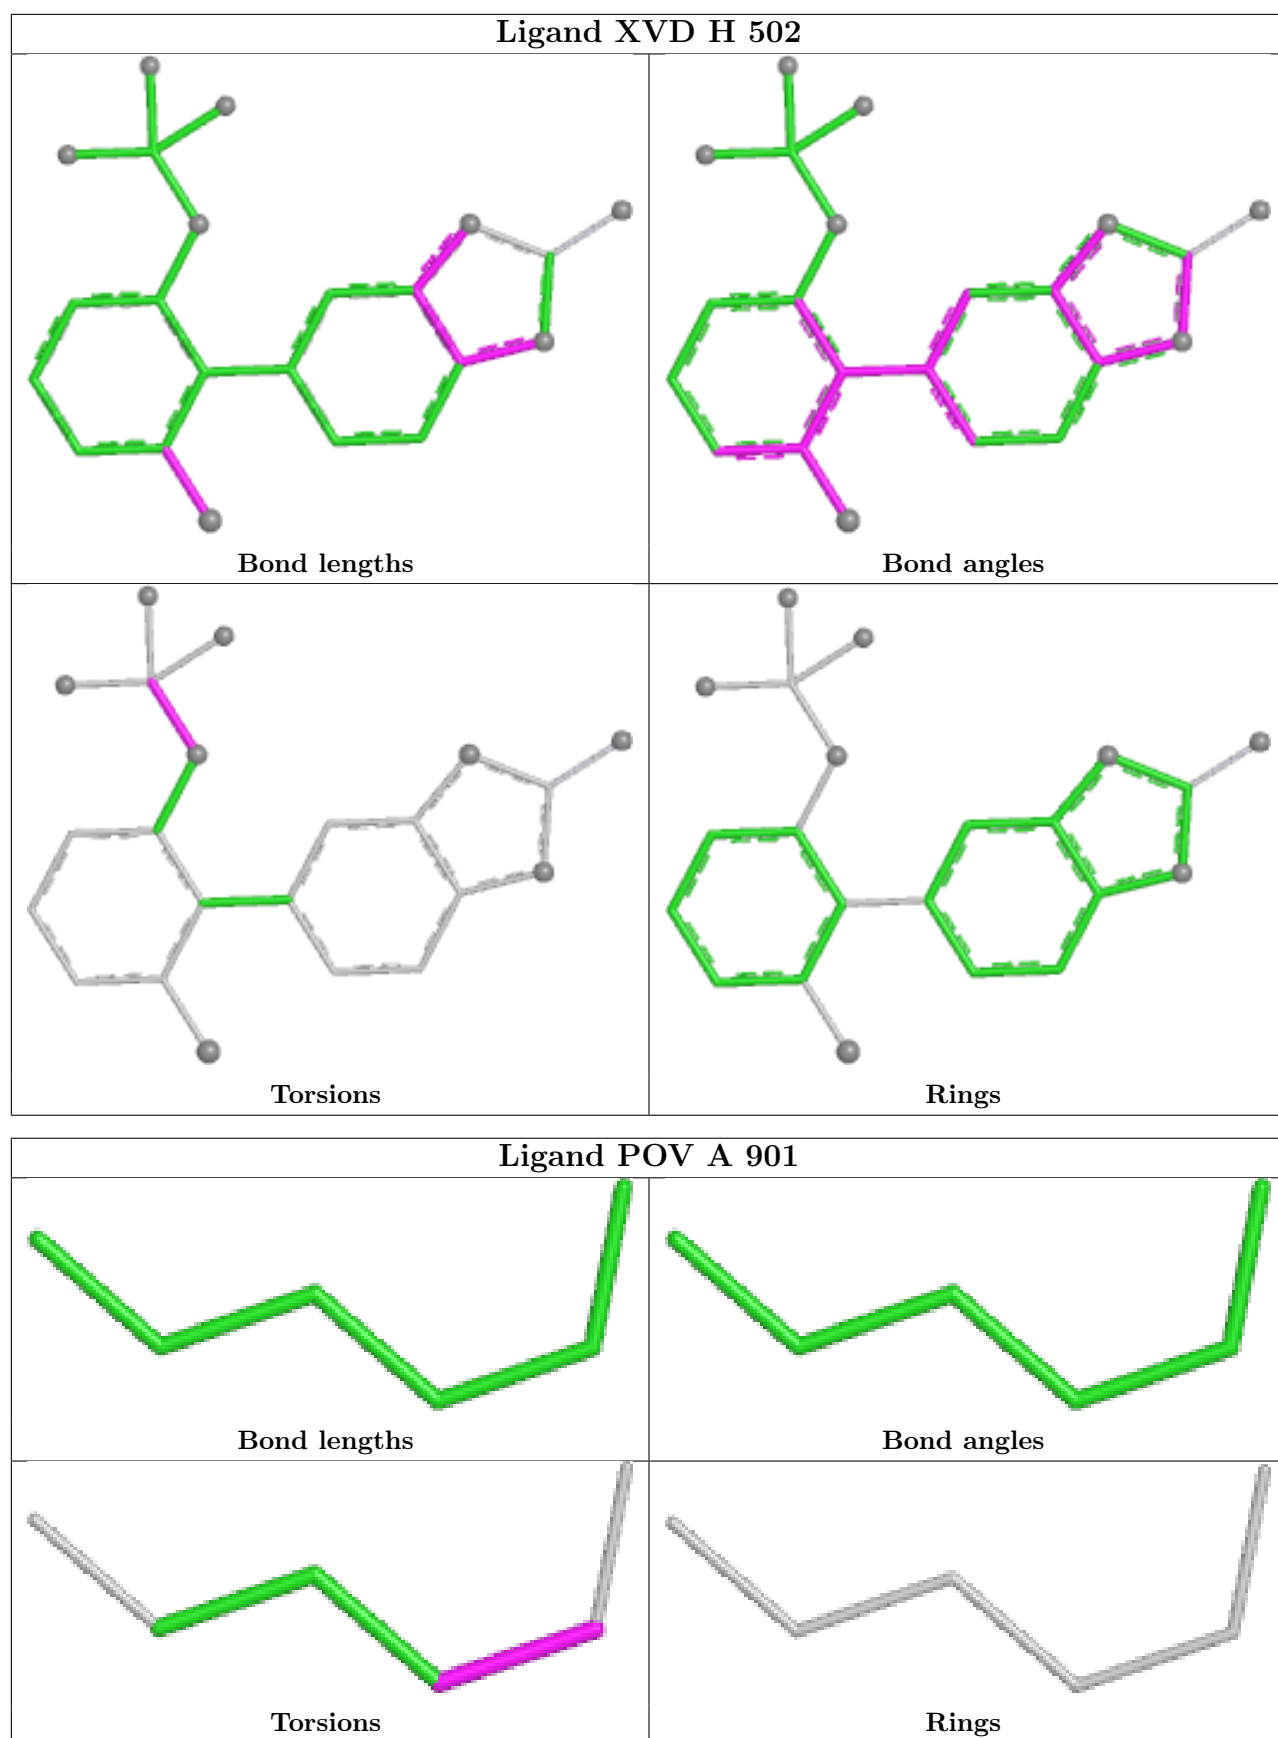 Ligand XVD H 502
Bond lengths
Bond angles
Torsions
Rings
Ligand POV A 901
Bond lengths
Bond angles
Torsions
Rings